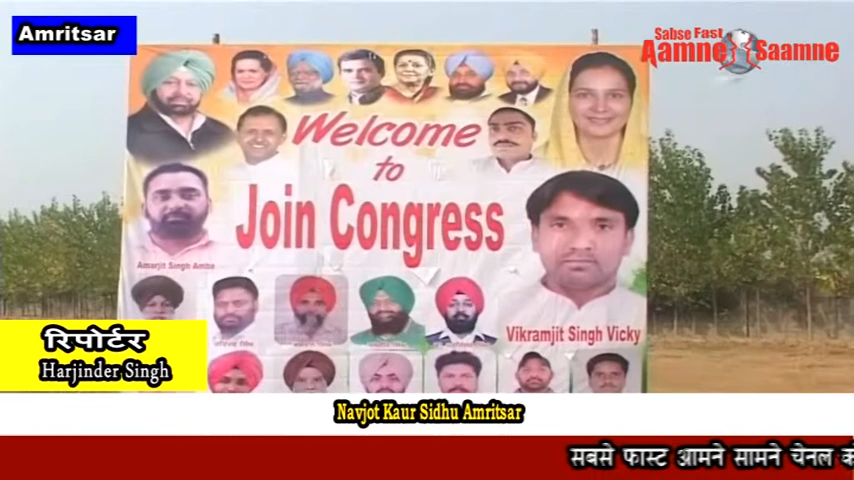 Amritsar
Sabse Fast
Aamne Saamne
Welcome
to
Join Congress
Amarjit Singh Amba
Vikramjit Singh Vicky
रिपोर्टर
Harjinder Singh
Navjot Kaur Sidhu Amritsar
सबसे फास्ट आमने सामने चेनल को